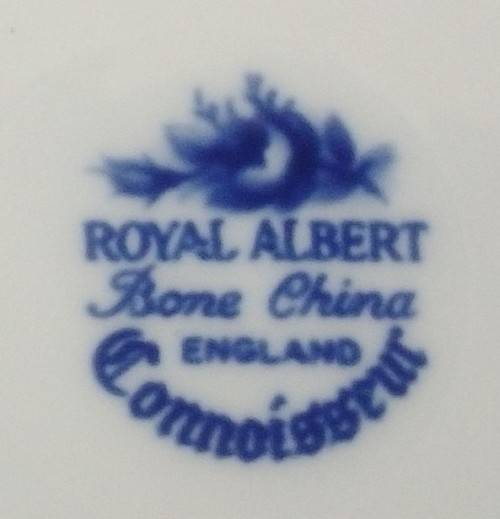 ROYAL ALBERT
Bone China
ENGLAND
Connoisseur